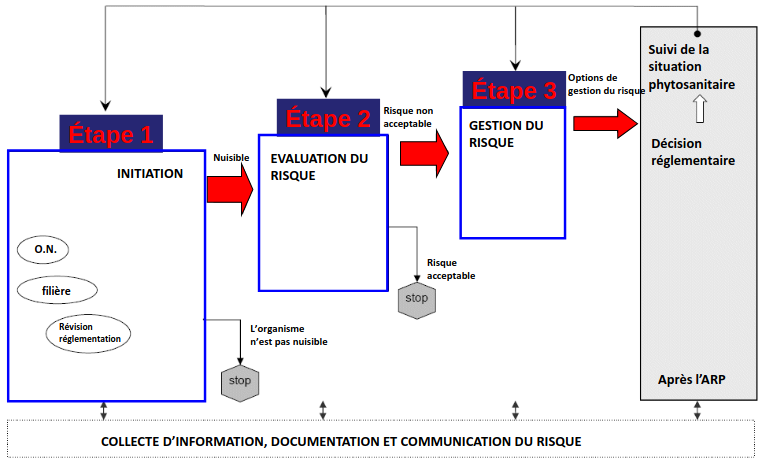 Étape 1
INITIATION
O.N.
filière
Révision
réglementation
Nuisible
L'organisme
n'est pas nuisible
stop
Étape 2
EVALUATION DU
RISQUE
Risque non
acceptable
Risque
acceptable
stop
Étape 3
GESTION DU
RISQUE
Options de
gestion du risque
Suivi de la
situation
phytosanitaire
Décision
réglementaire
Après l'ARP
COLLECTE D'INFORMATION, DOCUMENTATION ET COMMUNICATION DU RISQUE